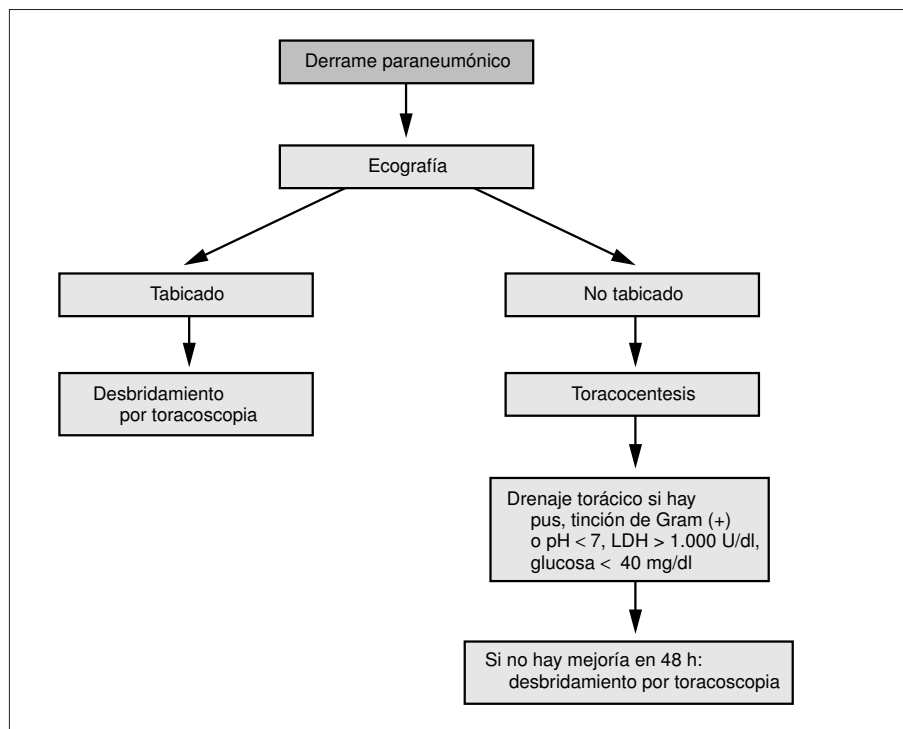 Derrame paraneumónico
Ecografía
Tabicado
No tabicado
Desbridamiento
por toracoscopia
Toracocentesis
Drenaje torácico si hay
pus, tinción de Gram (+)
o pH < 7, LDH > 1.000 U/dl,
glucosa < 40 mg/dl
Si no hay mejoría en 48 h:
desbridamiento por toracoscopia